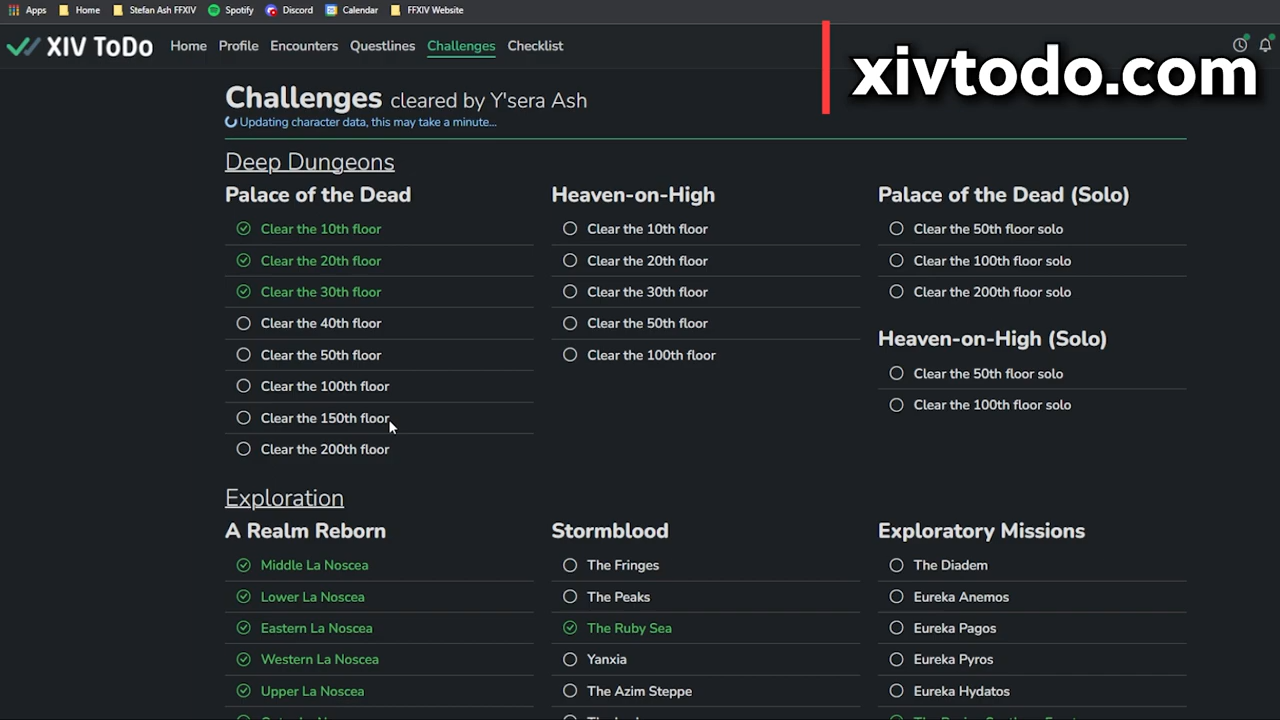 Apps Home Stefan Ash FFXIV Spotify Discord Calendar FFXIV Website
XIV ToDo Home Profile Encounters Questlines Challenges Checklist
xivtodo.com
Challenges cleared by Y'sera Ash
Updating character data, this may take a minute...
Deep Dungeons
Palace of the Dead
Clear the 10th floor
Clear the 20th floor
Clear the 30th floor
Clear the 40th floor
Clear the 50th floor
Clear the 100th floor
Clear the 150th floor
Clear the 200th floor
Heaven-on-High
Clear the 10th floor
Clear the 20th floor
Clear the 30th floor
Clear the 50th floor
Clear the 100th floor
Palace of the Dead (Solo)
Clear the 50th floor solo
Clear the 100th floor solo
Clear the 200th floor solo
Heaven-on-High (Solo)
Clear the 50th floor solo
Clear the 100th floor solo
Exploration
A Realm Reborn
Middle La Noscea
Lower La Noscea
Eastern La Noscea
Western La Noscea
Upper La Noscea
Stormblood
The Fringes
The Peaks
The Ruby Sea
Yanxia
The Azim Steppe
Exploratory Missions
The Diadem
Eureka Anemos
Eureka Pagos
Eureka Pyros
Eureka Hydatos